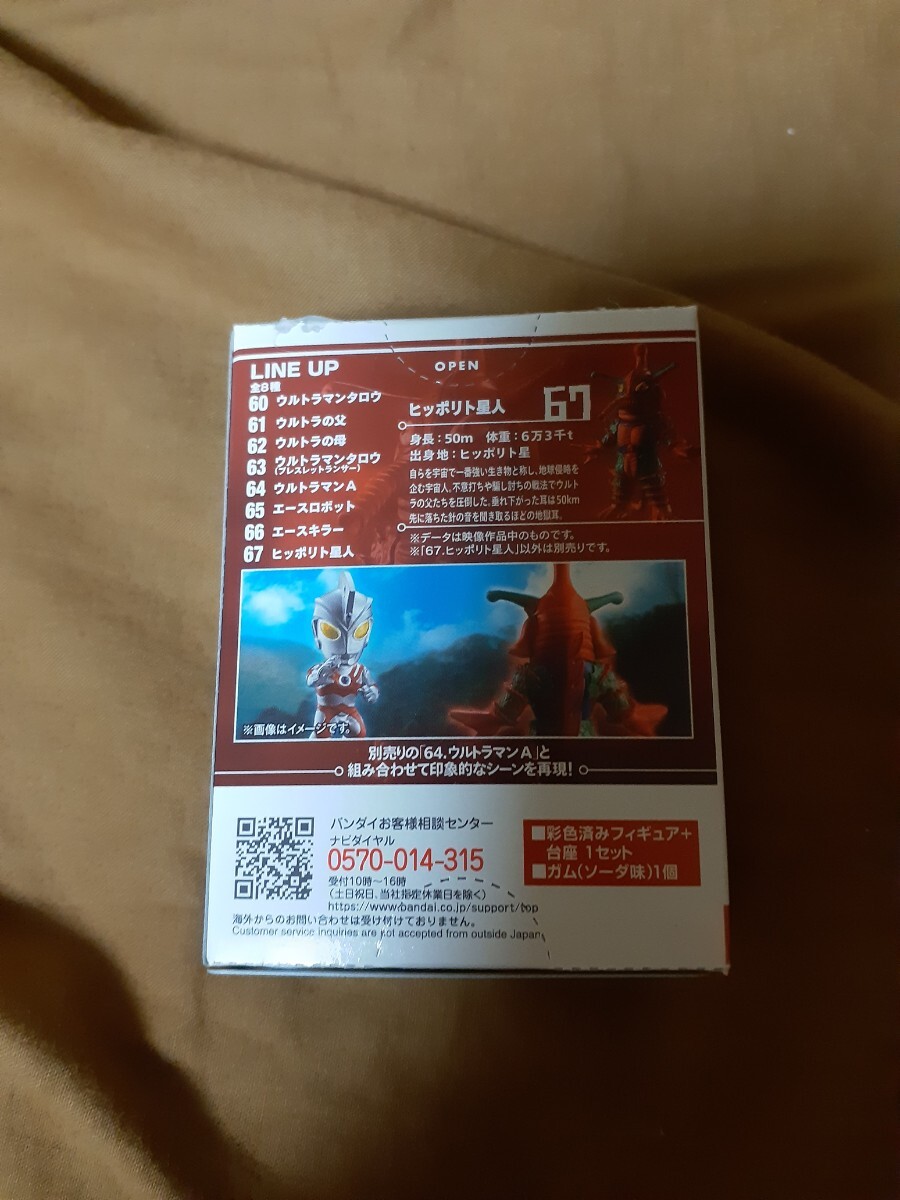 LINE UP
全8種
OPEN
60 ウルトラマンタロウ
61 ウルトラの父
62 ウルトラの母
63 ウルトラマンタロウ
(ブレスレットランサー)
64 ウルトラマンA
65 エースロボット
66 エースキラー
67 ヒッポリト星人
ヒッポリト星人 67
身長：50m 体重：6万3千t
出身地：ヒッポリト星
自らを宇宙で一番強い生き物と称し、地球侵略を
企む宇宙人。不意打ちや騙し討ちの戦法でウルト
ラの父たちを圧倒した。垂れ下がった耳は50km
先に落ちた針の音を聞き取るほどの地獄耳。
※データは映像作品中のものです。
※「67.ヒッポリト星人」以外は別売りです。
※画像はイメージです。
別売りの「64.ウルトラマンA」と
組み合わせて印象的なシーンを再現！
バンダイお客様相談センター
ナビダイヤル
0570-014-315
受付10時～16時
(土日祝日、当社指定休業日を除く)
https://www.bandai.co.jp/support/top
海外からのお問い合わせは受け付けておりません。
Customer service inquiries are not accepted from outside Japan.
■彩色済みフィギュア+
台座 1セット
■ガム(ソーダ味)1個